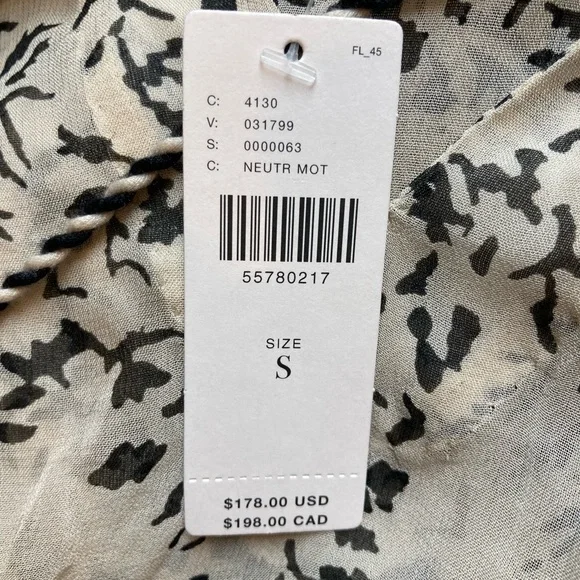 FL_45
C: 4130
V: 031799
S: 0000063
C: NEUTR MOT
55780217
SIZE
S
$178.00 USD
$198.00 CAD